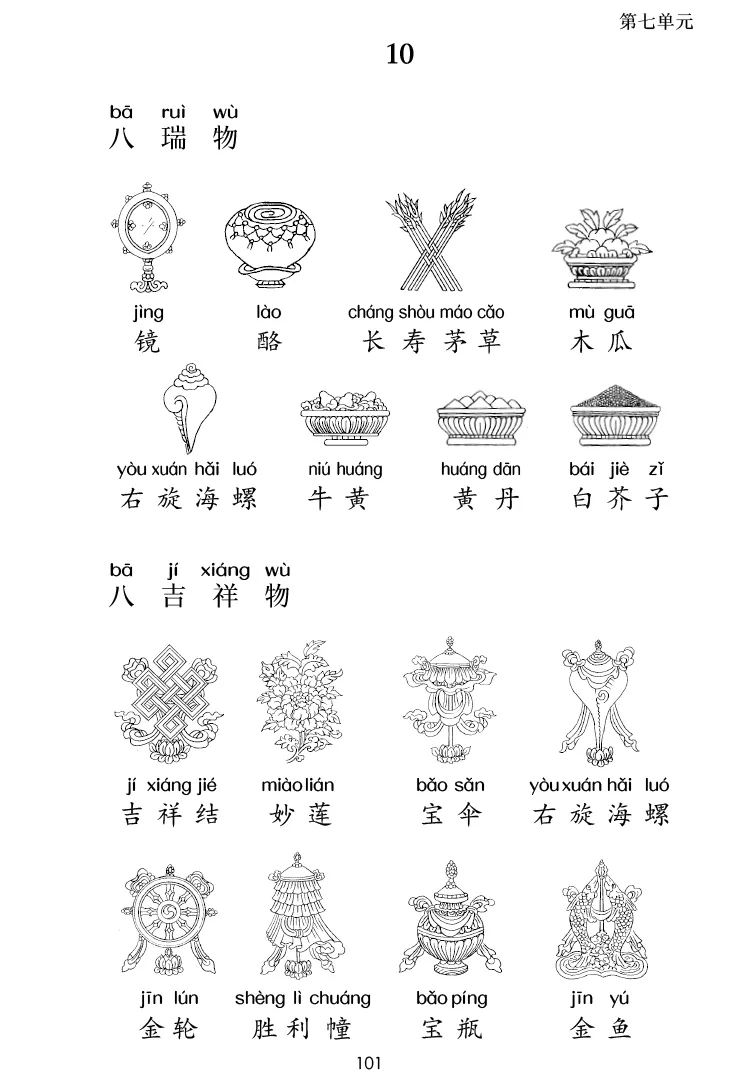 第七单元
10
bā ruì wù
八 瑞 物
jìng lào cháng shòu máo cǎo mù guā
镜 酪 长 寿 茅 草 木 瓜
yòu xuán hǎi luó niú huáng huáng dān bái jiè zǐ
右 旋 海 螺 牛 黄 黄 丹 白 芥 子
bā jí xiáng wù
八 吉 祥 物
jí xiáng jié miào lián bǎo sǎn yòu xuán hǎi luó
吉 祥 结 妙 莲 宝 伞 右 旋 海 螺
jīn lún shèng lì chuáng bǎo píng jīn yú
金 轮 胜 利 幢 宝 瓶 金 鱼
101